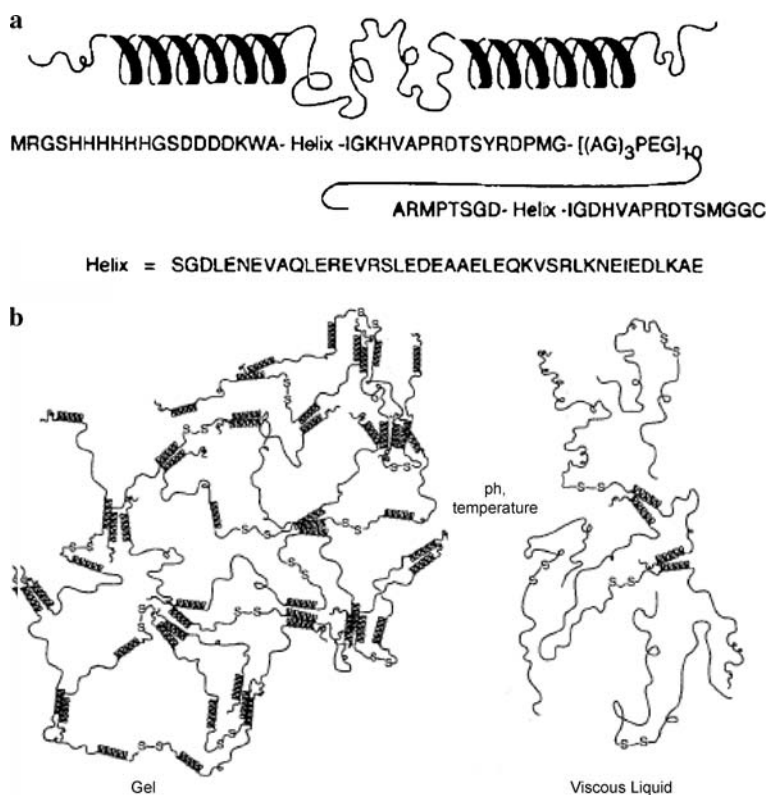 a
MRGSHHHHHHGSDDDDKWA- Helix -IGKHVAPRDTSYRDPMG- [(AG)3PEG]10
ARMPTSGD- Helix -IGDHVAPRDTSMGGC
Helix = SGDLENEVAQLEREVRSLEDEAAELEQKVSRLKNEIEDLKAE
b
ph,
temperature
Gel
Viscous Liquid